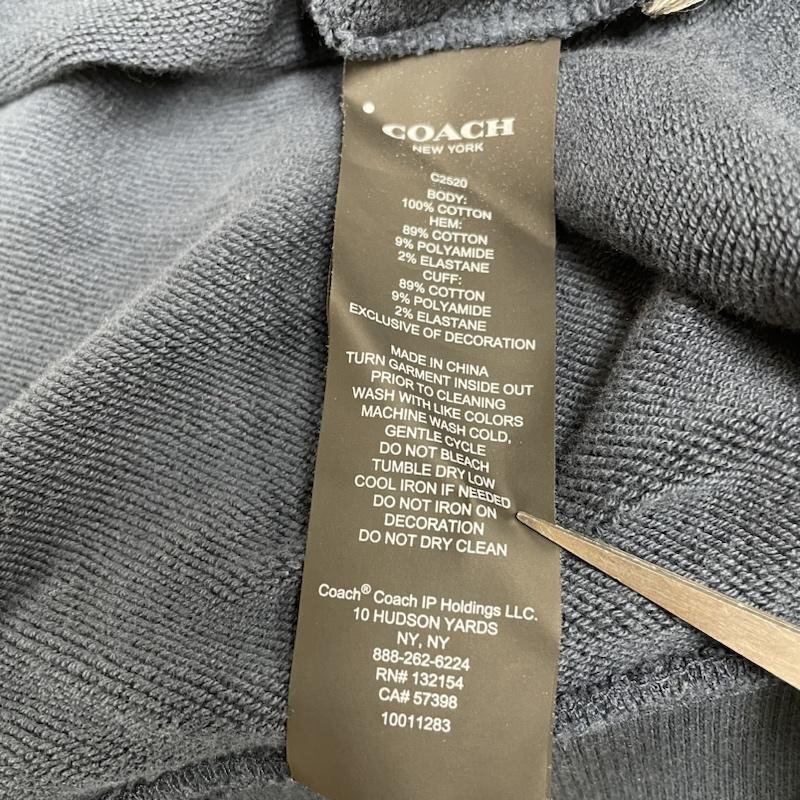 COACH
NEW YORK
C2520
BODY:
100% COTTON
HEM:
89% COTTON
9% POLYAMIDE
2% ELASTANE
CUFF:
89% COTTON
9% POLYAMIDE
2% ELASTANE
EXCLUSIVE OF DECORATION
MADE IN CHINA
TURN GARMENT INSIDE OUT
PRIOR TO CLEANING
WASH WITH LIKE COLORS
MACHINE WASH COLD,
GENTLE CYCLE
DO NOT BLEACH
TUMBLE DRY LOW
COOL IRON IF NEEDED
DO NOT IRON ON
DECORATION
DO NOT DRY CLEAN
Coach® Coach IP Holdings LLC.
10 HUDSON YARDS
NY, NY
888-262-6224
RN# 132154
CA# 57398
10011283